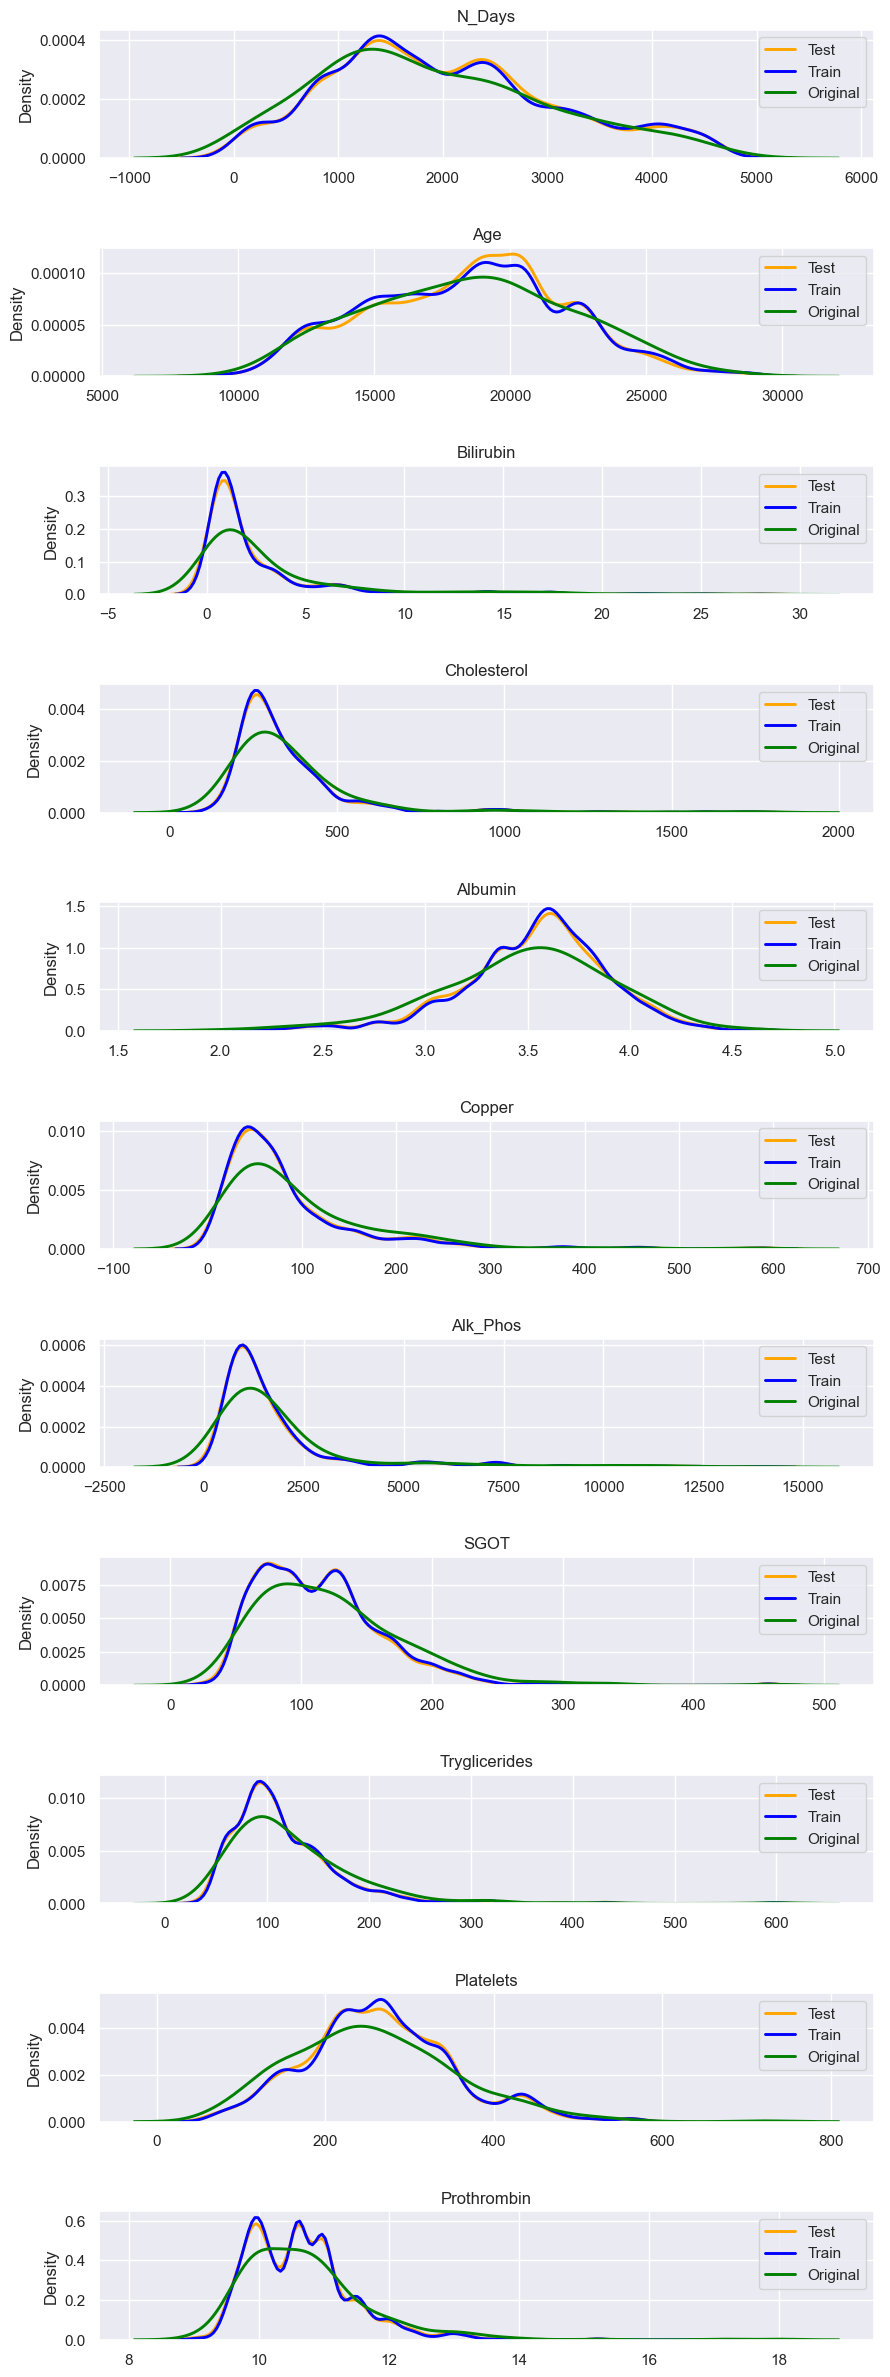 N_Days
Density
0.0004
0.0002
0.0000
−1000 0 1000 2000 3000 4000 5000 6000
Test
Train
Original
Age
Density
0.00010
0.00005
0.00000
5000 10000 15000 20000 25000 30000
Test
Train
Original
Bilirubin
Density
0.3
0.2
0.1
0.0
−5 0 5 10 15 20 25 30
Test
Train
Original
Cholesterol
Density
0.004
0.002
0.000
0 500 1000 1500 2000
Test
Train
Original
Albumin
Density
1.5
1.0
0.5
0.0
1.5 2.0 2.5 3.0 3.5 4.0 4.5 5.0
Test
Train
Original
Copper
Density
0.010
0.005
0.000
−100 0 100 200 300 400 500 600 700
Test
Train
Original
Alk_Phos
Density
0.0006
0.0004
0.0002
0.0000
−2500 0 2500 5000 7500 10000 12500 15000
Test
Train
Original
SGOT
Density
0.0075
0.0050
0.0025
0.0000
0 100 200 300 400 500
Test
Train
Original
Tryglicerides
Density
0.010
0.005
0.000
0 100 200 300 400 500 600
Test
Train
Original
Platelets
Density
0.004
0.002
0.000
0 200 400 600 800
Test
Train
Original
Prothrombin
Density
0.6
0.4
0.2
0.0
8 10 12 14 16 18
Test
Train
Original